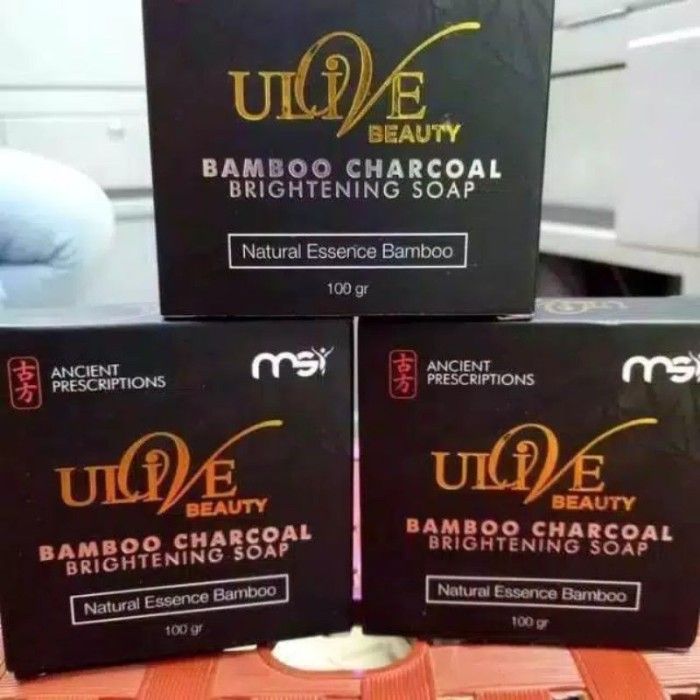 ULIVE
BEAUTY
BAMBOO CHARCOAL
BRIGHTENING SOAP
Natural Essence Bamboo
100 gr
古方
ANCIENT
PRESCRIPTIONS
msi
ULIVE
BEAUTY
BAMBOO CHARCOAL
BRIGHTENING SOAP
Natural Essence Bamboo
100 gr
古方
ANCIENT
PRESCRIPTIONS
msi
ULIVE
BEAUTY
BAMBOO CHARCOAL
BRIGHTENING SOAP
Natural Essence Bamboo
100 gr